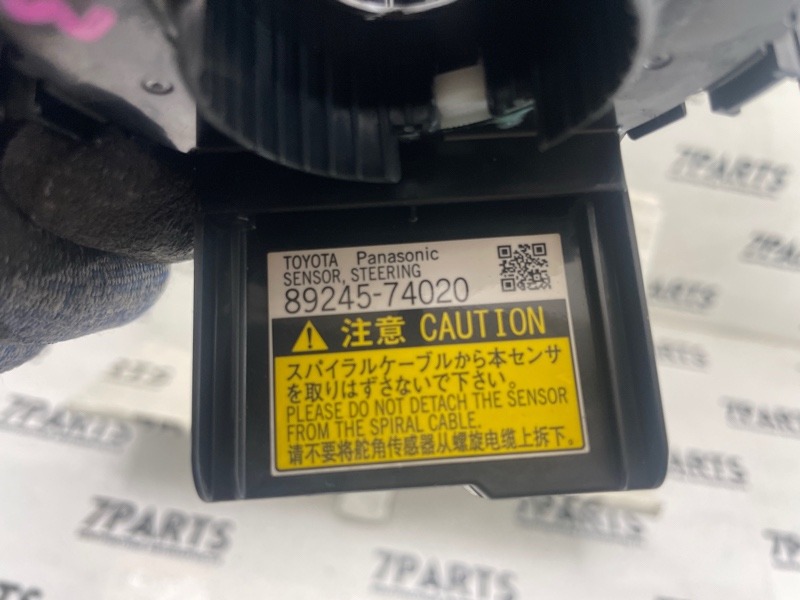 TOYOTA Panasonic
SENSOR, STEERING
89245-74020
注意 CAUTION
スパイラルケーブルから本センサ
を取りはずさないで下さい。
PLEASE DO NOT DETACH THE SENSOR
FROM THE SPIRAL CABLE.
请不要将舵角传感器从螺旋电缆上拆下。
7PARTS
7PARTS
7PARTS
7PARTS
7PARTS
7PARTS